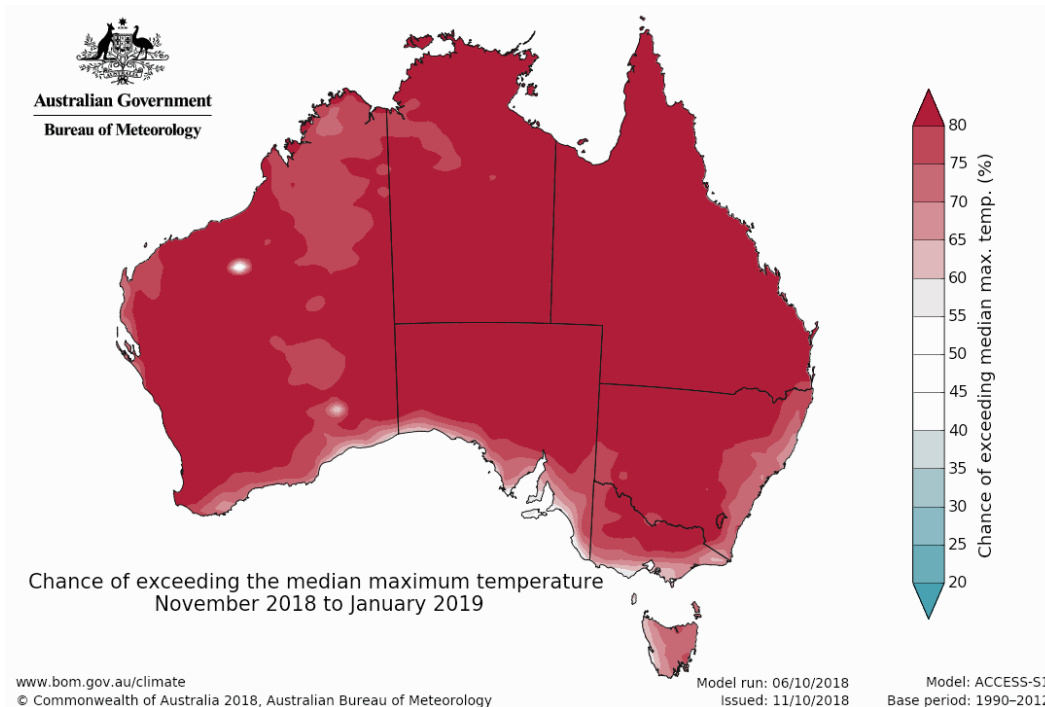 Australian Government
Bureau of Meteorology
80
75
70
65
60
55
50
45
40
35
30
25
20
Chance of exceeding median max. temp. (%)
Chance of exceeding the median maximum temperature
November 2018 to January 2019
www.bom.gov.au/climate
© Commonwealth of Australia 2018, Australian Bureau of Meteorology
Model run: 06/10/2018
Issued: 11/10/2018
Model: ACCESS-S1
Base period: 1990–2012